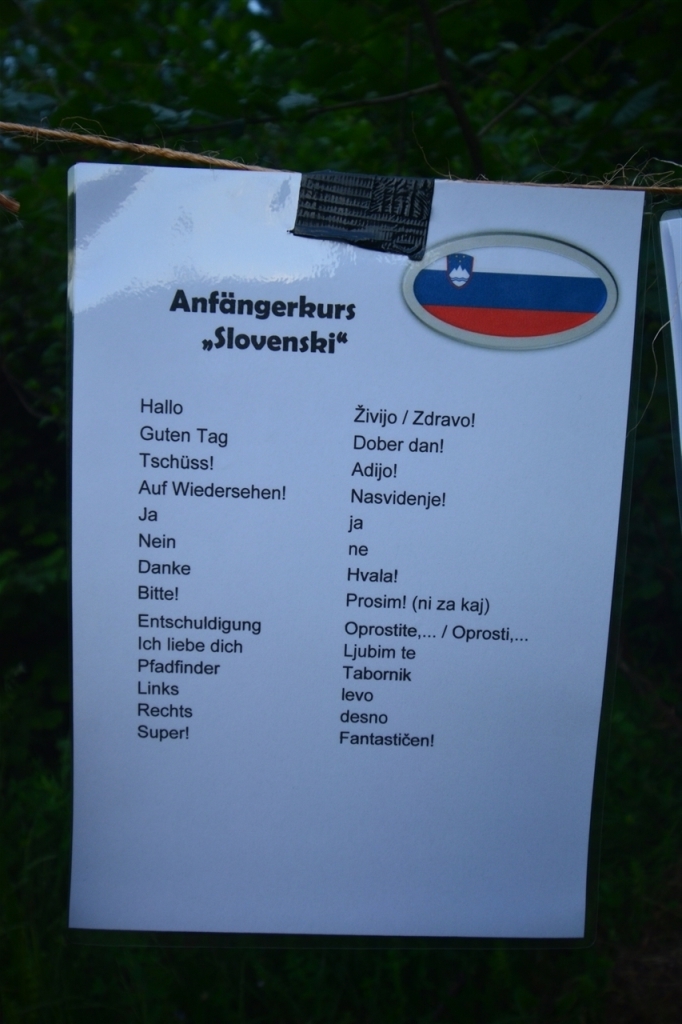 Anfängerkurs
„Slovenski“
Hallo Živijo / Zdravo!
Guten Tag Dober dan!
Tschüss! Adijo!
Auf Wiedersehen! Nasvidenje!
Ja ja
Nein ne
Danke Hvala!
Bitte! Prosim! (ni za kaj)
Entschuldigung Oprostite,... / Oprosti,...
Ich liebe dich Ljubim te
Pfadfinder Tabornik
Links levo
Rechts desno
Super! Fantastičen!